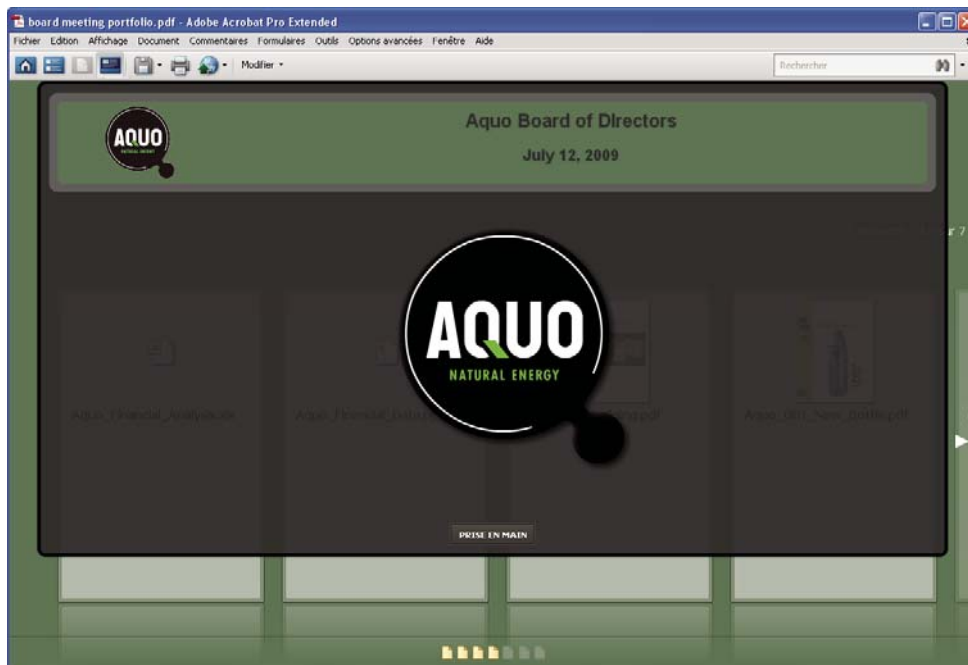 board meeting portfolio.pdf - Adobe Acrobat Pro Extended
Fichier Edition Affichage Document Commentaires Formulaires Outils Options avancées Fenêtre Aide
Modifier
Rechercher
AQUO
NATURAL ENERGY
Aquo Board of DIrectors
July 12, 2009
r 7
AQUO
NATURAL ENERGY
PRISE EN MAIN